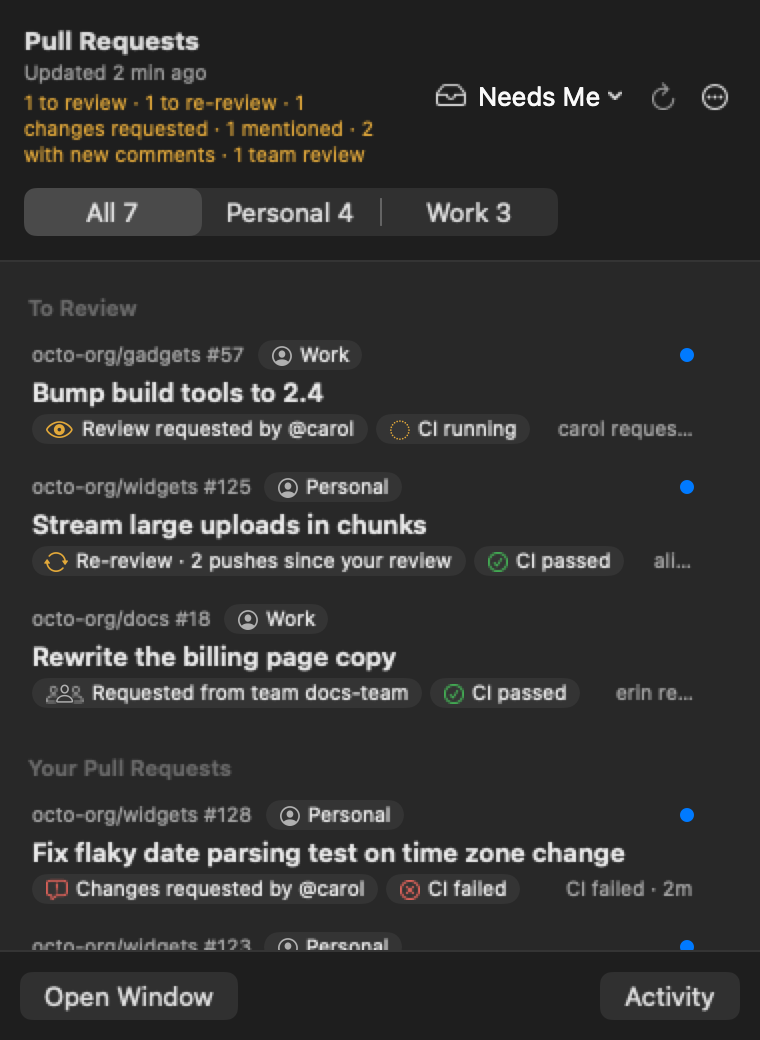 Pull Requests
Updated 2 min ago
1 to review · 1 to re-review · 1
changes requested · 1 mentioned · 2
with new comments · 1 team review
Needs Me
All 7
Personal 4
Work 3
To Review
octo-org/gadgets #57 Work
Bump build tools to 2.4
Review requested by @carol CI running carol reques...
octo-org/widgets #125 Personal
Stream large uploads in chunks
Re-review · 2 pushes since your review CI passed ali...
octo-org/docs #18 Work
Rewrite the billing page copy
Requested from team docs-team CI passed erin re...
Your Pull Requests
octo-org/widgets #128 Personal
Fix flaky date parsing test on time zone change
Changes requested by @carol CI failed CI failed · 2m
octo-org/widgets #123 Personal
Open Window
Activity